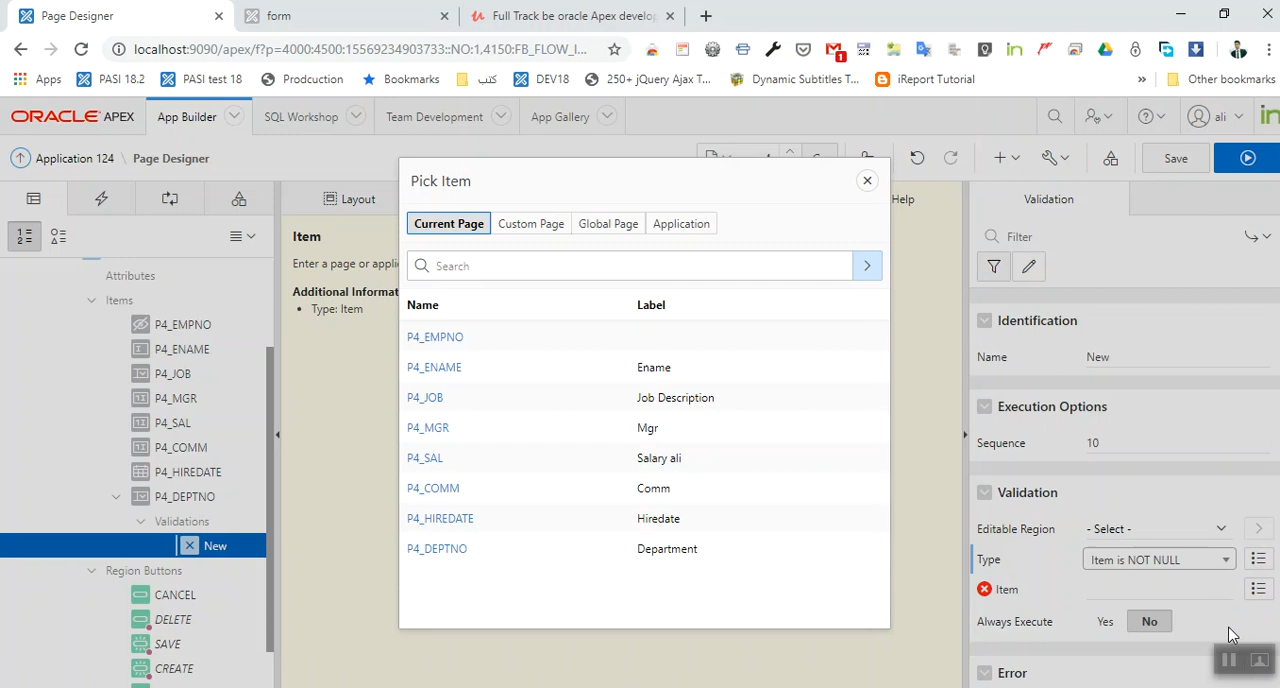 Page Designer
form
Full Track be oracle Apex develop
localhost:9090/apex/f?p=4000:4500:15569234903733::NO:1,4150:FB_FLOW_I...
1
Apps
PASI 18.2
PASI test 18
Prodcution
Bookmarks
كتب
DEV18
250+ jQuery Ajax T...
Dynamic Subtitles T...
iReport Tutorial
»
Other bookmarks
ORACLE APEX
App Builder
SQL Workshop
Team Development
App Gallery
ali
in
Application 124 \ Page Designer
Save
Layout
Help
Validation
Filter
Attributes
Items
P4_EMPNO
P4_ENAME
P4_JOB
P4_MGR
P4_SAL
P4_COMM
P4_HIREDATE
P4_DEPTNO
Validations
New
Region Buttons
CANCEL
DELETE
SAVE
CREATE
Item
Enter a page or appli
Additional Informat
• Type: Item
Pick Item
Current Page
Custom Page
Global Page
Application
Search
Name Label
P4_EMPNO
P4_ENAME Ename
P4_JOB Job Description
P4_MGR Mgr
P4_SAL Salary ali
P4_COMM Comm
P4_HIREDATE Hiredate
P4_DEPTNO Department
Identification
Name New
Execution Options
Sequence 10
Validation
Editable Region - Select -
Type Item is NOT NULL
Item
Always Execute Yes No
Error